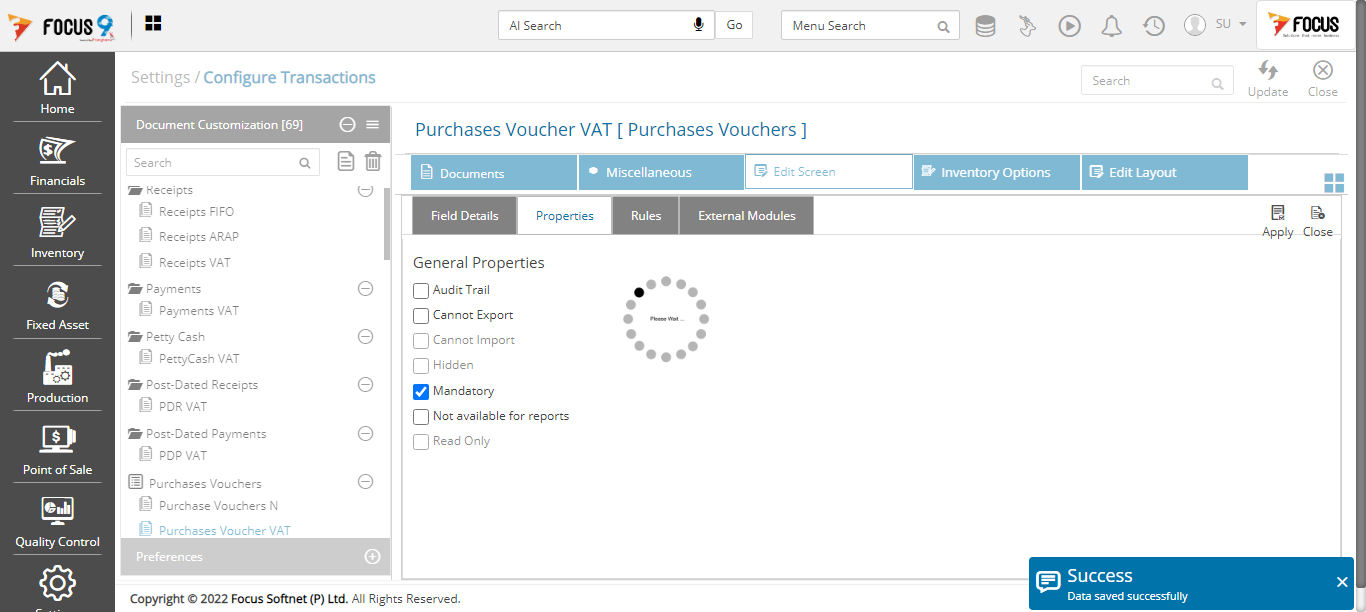 FOCUS 9
AI Search
Go
Menu Search
SU
FOCUS
Home
Financials
Inventory
Fixed Asset
Production
Point of Sale
Quality Control
Settings / Configure Transactions
Search
Update
Close
Document Customization [69]
Search
Receipts
Receipts FIFO
Receipts ARAP
Receipts VAT
Payments
Payments VAT
Petty Cash
PettyCash VAT
Post-Dated Receipts
PDR VAT
Post-Dated Payments
PDP VAT
Purchases Vouchers
Purchase Vouchers N
Purchases Voucher VAT
Preferences
Purchases Voucher VAT [ Purchases Vouchers ]
Documents
Miscellaneous
Edit Screen
Inventory Options
Edit Layout
Field Details
Properties
Rules
External Modules
Apply
Close
General Properties
Audit Trail
Cannot Export
Cannot Import
Hidden
Mandatory
Not available for reports
Read Only
Please Wait ...
Success
Data saved successfully
Copyright © 2022 Focus Softnet (P) Ltd. All Rights Reserved.